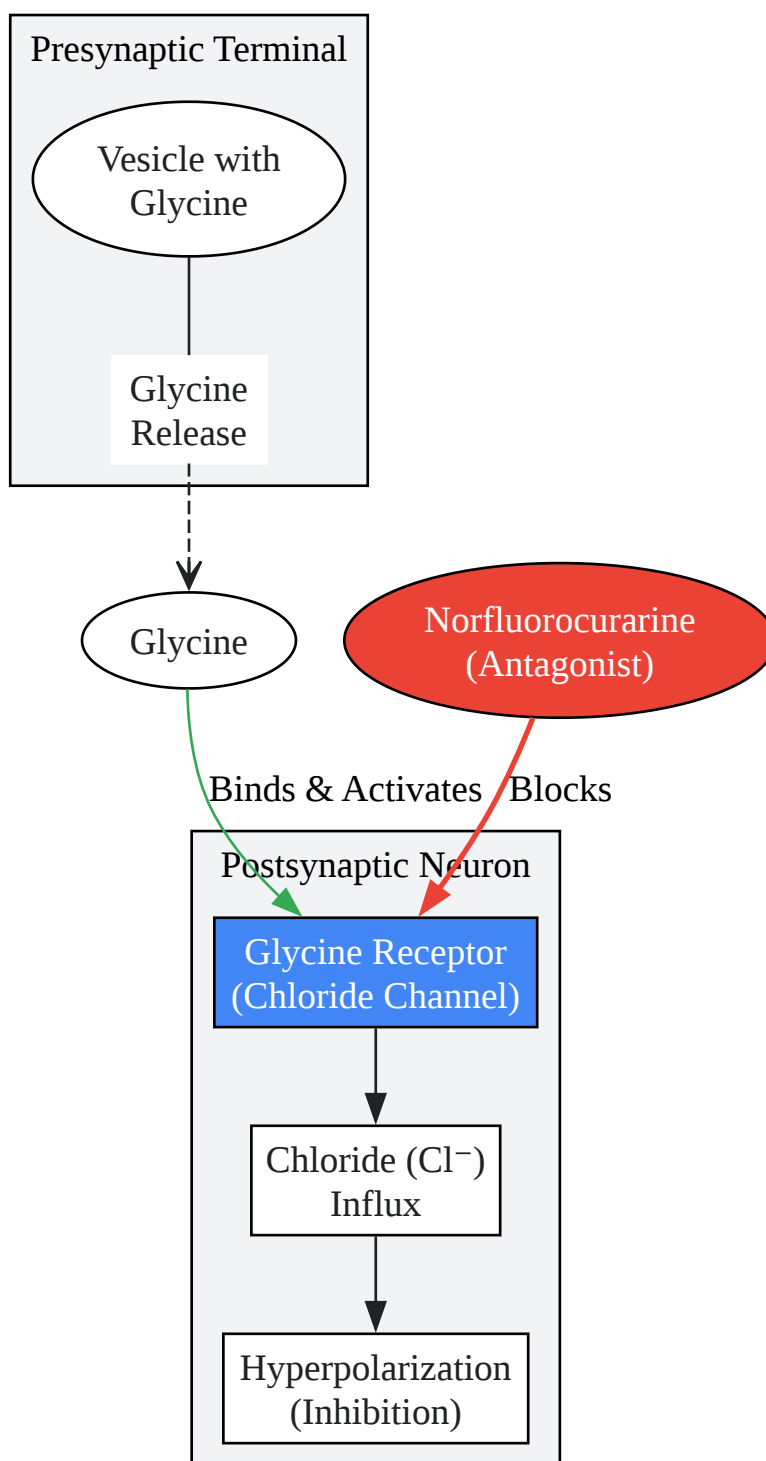 Presynaptic Terminal
Vesicle with
Glycine
Glycine
Release
Glycine
Norfluorocurarine
(Antagonist)
Binds & Activates
Blocks
Postsynaptic Neuron
Glycine Receptor
(Chloride Channel)
Chloride (Cl⁻)
Influx
Hyperpolarization
(Inhibition)